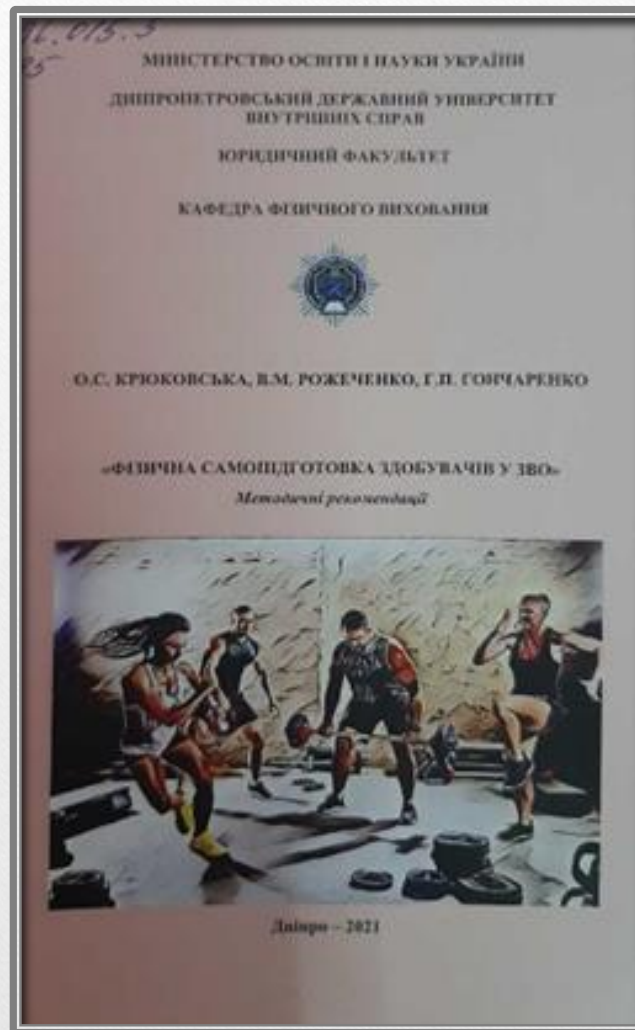 МІНІСТЕРСТВО ОСВІТИ І НАУКИ УКРАЇНИ
ДНІПРОПЕТРОВСЬКИЙ ДЕРЖАВНИЙ УНІВЕРСИТЕТ
ВНУТРІШНІХ СПРАВ
ЮРИДИЧНИЙ ФАКУЛЬТЕТ
КАФЕДРА ФІЗИЧНОГО ВИХОВАННЯ
О.С. КРЮКОВСЬКА, В.М. РОЖЕЧЕНКО, Г.П. ГОНЧАРЕНКО
«ФІЗИЧНА САМОПІДГОТОВКА ЗДОБУВАЧІВ У ЗВО»
Методичні рекомендації
Дніпро – 2021